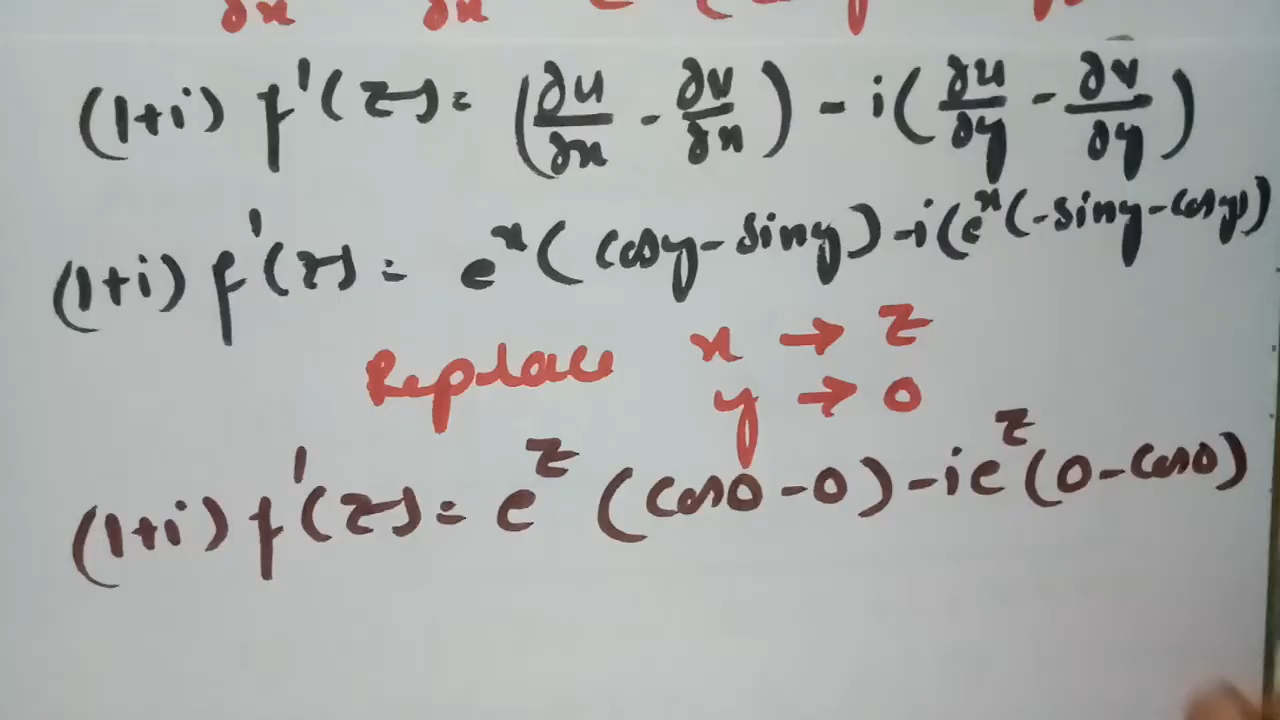 ∂x ∂x
(1+i) f'(z) = (∂u/∂x - ∂v/∂x) - i(∂u/∂y - ∂v/∂y)
(1+i) f'(z) = e^x (cosy - siny) - i(e^x(-siny - cosy))
Replace x → z
y → 0
(1+i) f'(z) = e^z (cos0 - 0) - ie^z (0 - cos0)